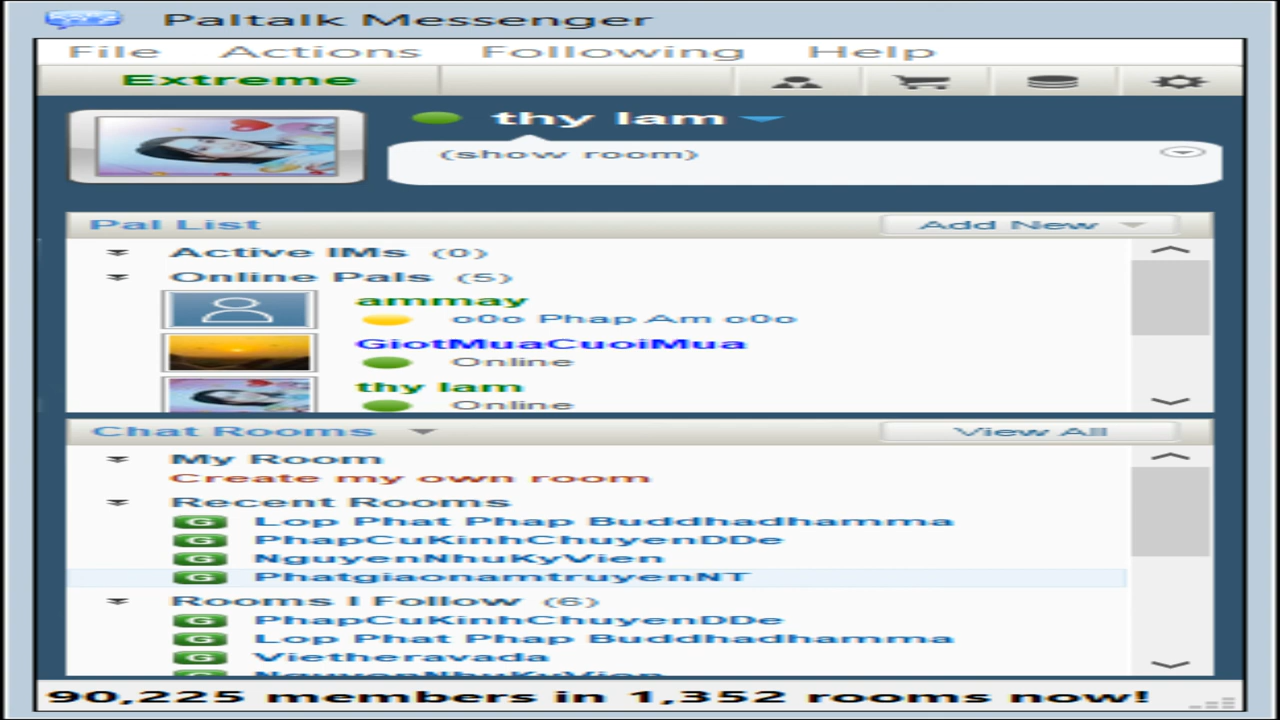 Paltalk Messenger
File Actions Following Help
Extreme
thy lam
(show room)
Pal List Add New
Active IMs (0)
Online Pals (5)
ammay
o0o Phap Am o0o
GiotMuaCuoiMua
Online
thy lam
Online
Chat Rooms View All
My Room
Create my own room
Recent Rooms
G Lop Phat Phap Buddhadhamma
G PhapCuKinhChuyenDDe
G NguyenNhuKyVien
G PhatgiaonamtruyenNT
Rooms I Follow (6)
G PhapCuKinhChuyenDDe
G Lop Phat Phap Buddhadhamma
G Vietheravada
G NguyenNhuKyVien
90,225 members in 1,352 rooms now!